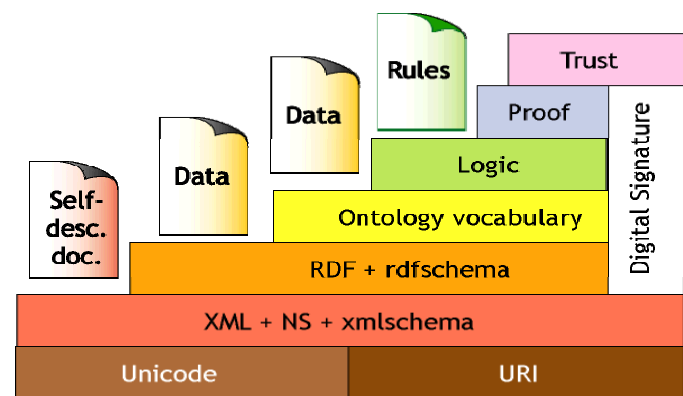 Trust
Rules
Proof
Data
Logic
Digital Signature
Data
Self-
desc.
doc.
Ontology vocabulary
RDF + rdfschema
XML + NS + xmlschema
Unicode
URI